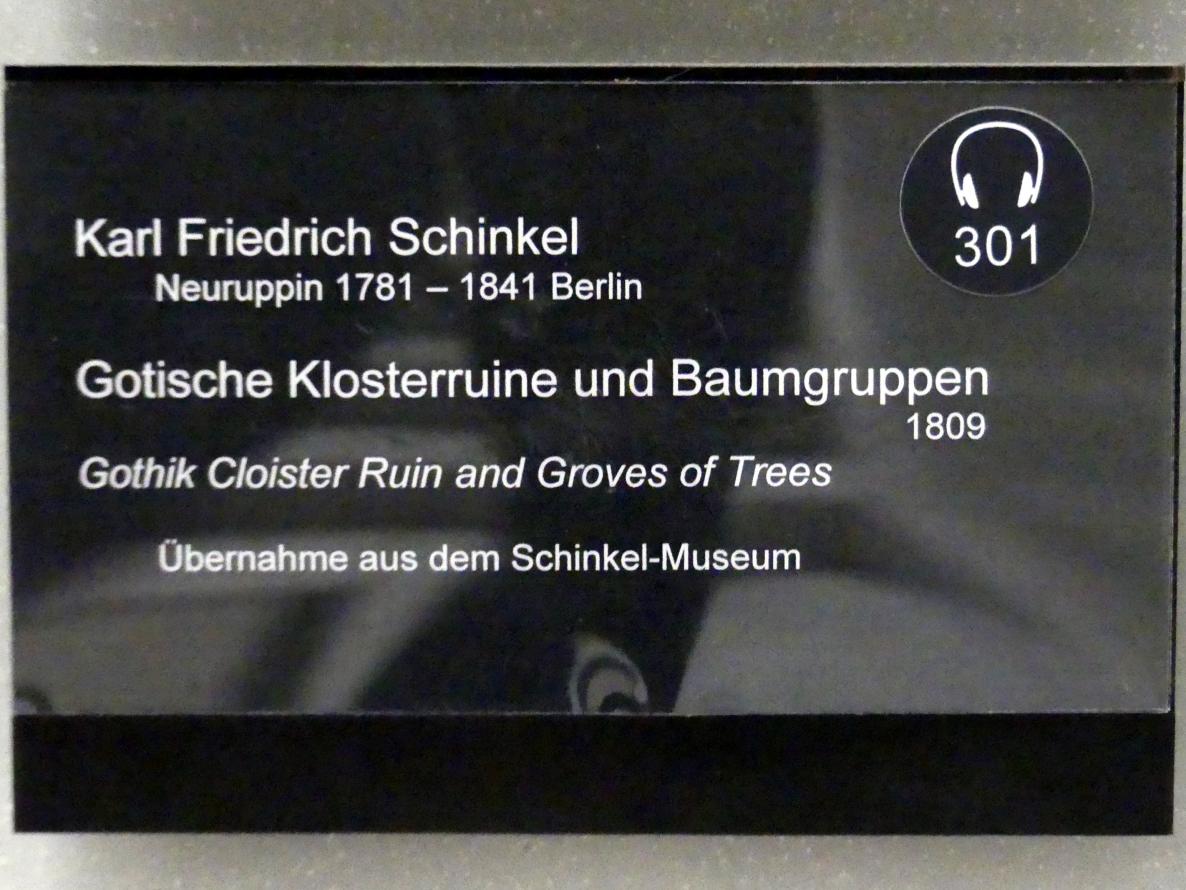 301
Karl Friedrich Schinkel
Neuruppin 1781 – 1841 Berlin
Gotische Klosterruine und Baumgruppen
1809
Gothik Cloister Ruin and Groves of Trees
Übernahme aus dem Schinkel-Museum